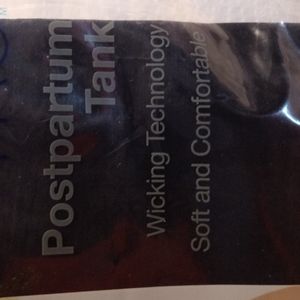 Postpartum
Tank
Wicking Technology
Soft and Comfortable